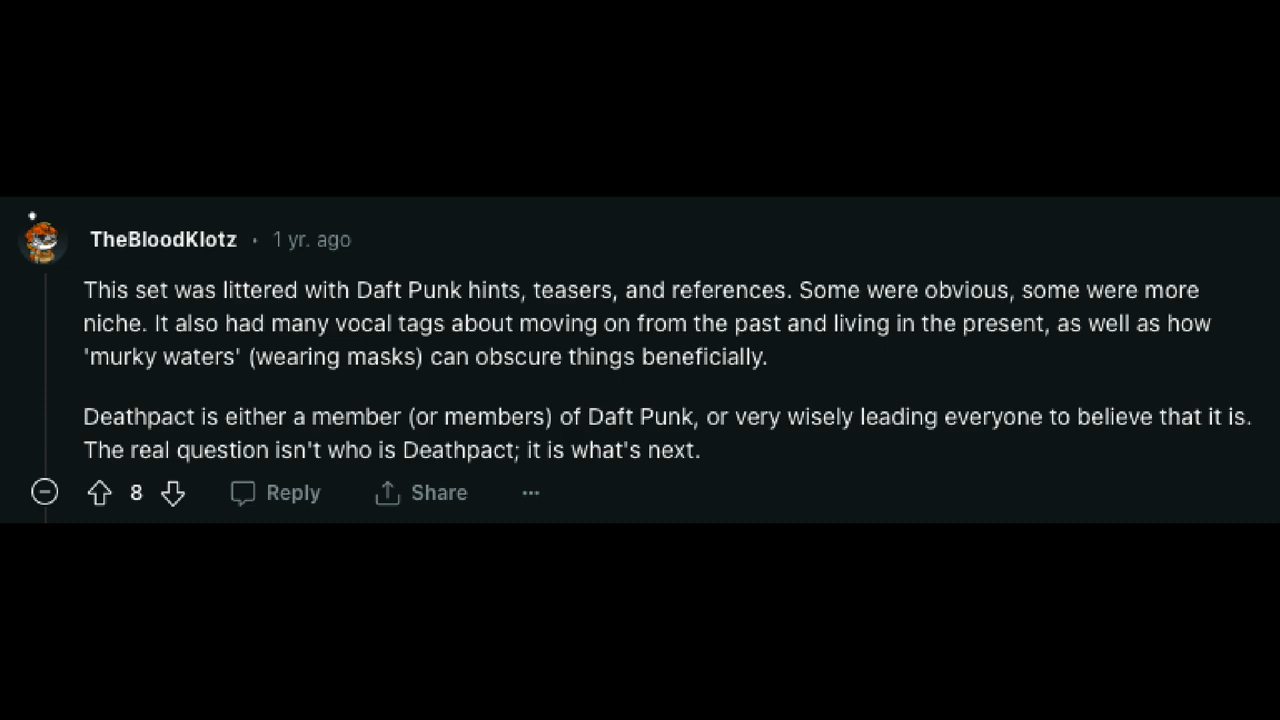 TheBloodKlotz • 1 yr. ago
This set was littered with Daft Punk hints, teasers, and references. Some were obvious, some were more
niche. It also had many vocal tags about moving on from the past and living in the present, as well as how
'murky waters' (wearing masks) can obscure things beneficially.
Deathpact is either a member (or members) of Daft Punk, or very wisely leading everyone to believe that it is.
The real question isn't who is Deathpact; it is what's next.
8 Reply Share ···